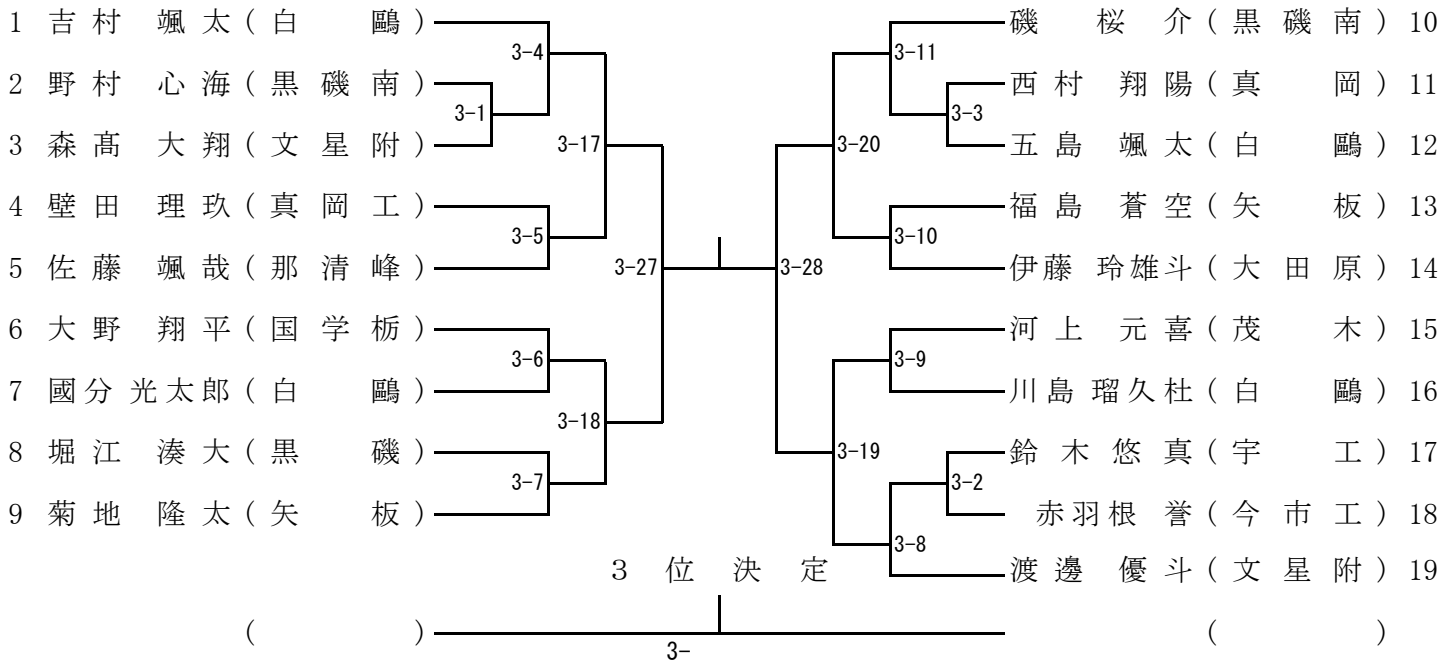 1 吉村 颯太(白 鷗) 磯 桜介(黒磯南) 10
3-4 3-11
2 野村 心海(黒磯南) 西村 翔陽(真 岡) 11
3-1 3-3
3 森髙 大翔(文星附) 3-17 3-20 五島 颯太(白 鷗) 12
4 壁田 理玖(真岡工) 福島 蒼空(矢 板) 13
3-5 3-10
5 佐藤 颯哉(那清峰) 3-27 3-28 伊藤 玲雄斗(大田原) 14
6 大野 翔平(国学栃) 河上 元喜(茂 木) 15
3-6 3-9
7 國分 光太郎(白 鷗) 川島 瑠久杜(白 鷗) 16
3-18
8 堀江 湊大(黒 磯) 3-19 鈴木 悠真(宇 工) 17
3-7 3-2
9 菊地 隆太(矢 板) 赤羽根 誉(今市工) 18
3-8
3 位 決 定 渡邊 優斗(文星附) 19
( ) ( )
3-